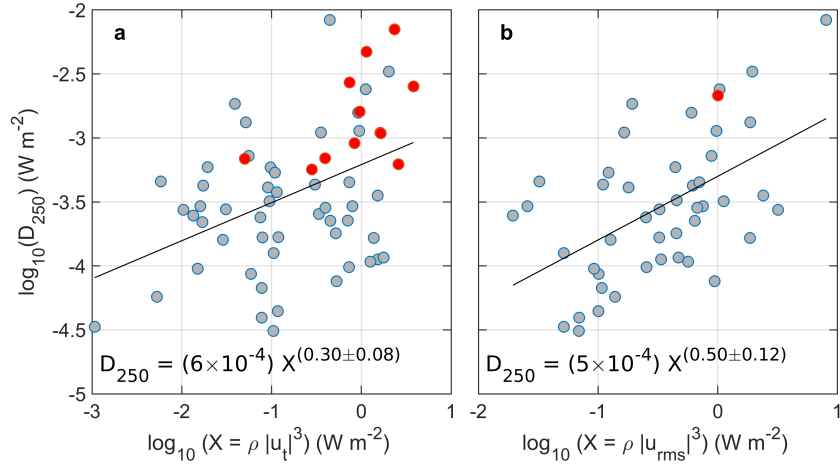 a
b
-2
-2.5
-3
-3.5
-4
-4.5
-5
log₁₀(D₂₅₀) (W m⁻²)
D₂₅₀ = (6×10⁻⁴) X^(0.30±0.08)
D₂₅₀ = (5×10⁻⁴) X^(0.50±0.12)
-3 -2 -1 0 1
-2 -1 0 1
log₁₀ (X = ρ |uₜ|³) (W m⁻²)
log₁₀ (X = ρ |u_rms|³) (W m⁻²)